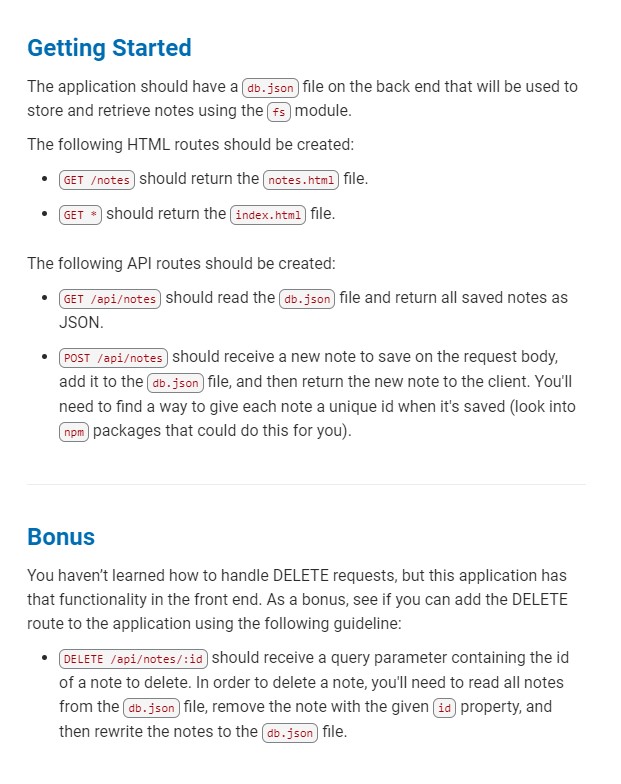 Getting Started
The application should have a db.json file on the back end that will be used to
store and retrieve notes using the fs module.
The following HTML routes should be created:
• GET /notes should return the notes.html file.
• GET * should return the index.html file.
The following API routes should be created:
• GET /api/notes should read the db.json file and return all saved notes as
JSON.
• POST /api/notes should receive a new note to save on the request body,
add it to the db.json file, and then return the new note to the client. You'll
need to find a way to give each note a unique id when it's saved (look into
npm packages that could do this for you).
Bonus
You haven’t learned how to handle DELETE requests, but this application has
that functionality in the front end. As a bonus, see if you can add the DELETE
route to the application using the following guideline:
• DELETE /api/notes/:id should receive a query parameter containing the id
of a note to delete. In order to delete a note, you'll need to read all notes
from the db.json file, remove the note with the given id property, and
then rewrite the notes to the db.json file.